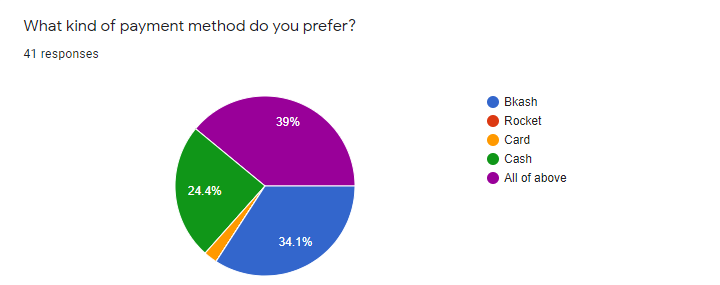 What kind of payment method do you prefer?
41 responses
39%
24.4%
34.1%
Bkash
Rocket
Card
Cash
All of above